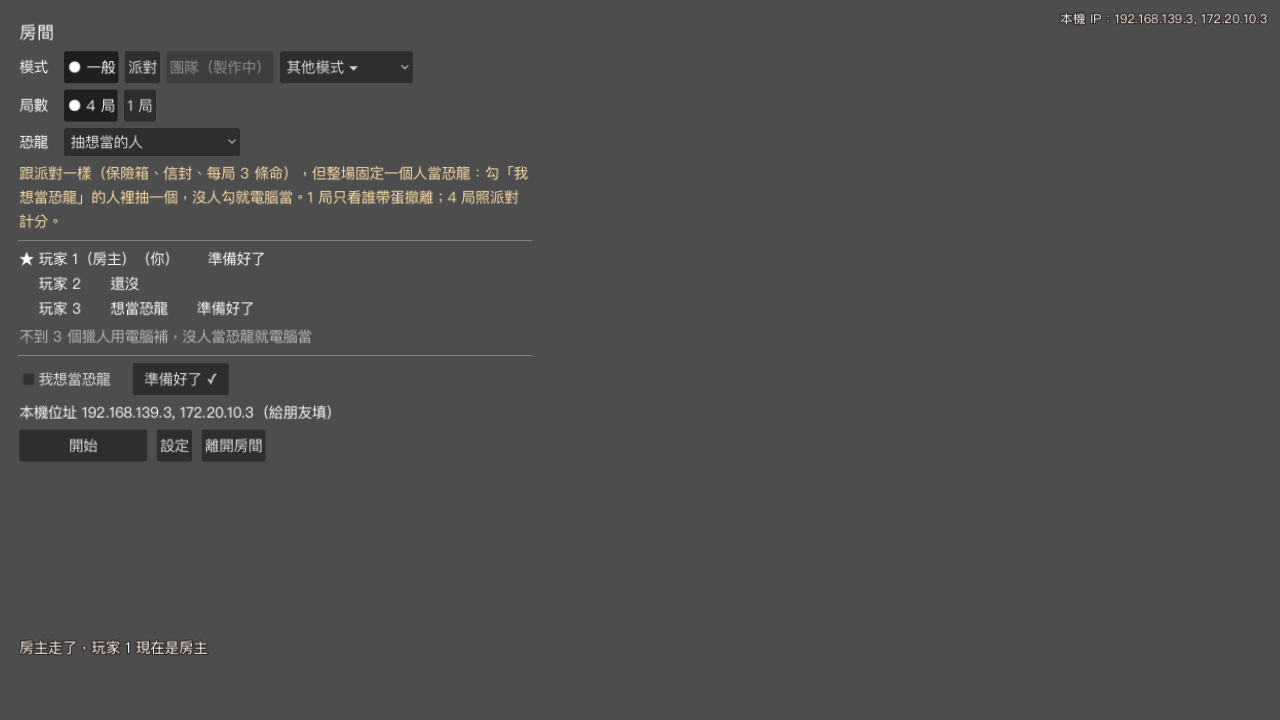 本機 IP：192.168.139.3, 172.20.10.3
房間
模式 一般 派對 團隊（製作中） 其他模式
局數 4 局 1 局
恐龍 抽想當的人
跟派對一樣（保險箱、信封、每局 3 條命），但整場固定一個人當恐龍：勾「我
想當恐龍」的人裡抽一個，沒人勾就電腦當。1 局只看誰帶蛋撤離；4 局照派對
計分。
★ 玩家 1（房主）（你） 準備好了
玩家 2 還沒
玩家 3 想當恐龍 準備好了
不到 3 個獵人用電腦補，沒人當恐龍就電腦當
我想當恐龍 準備好了 ✓
本機位址 192.168.139.3, 172.20.10.3（給朋友填）
開始 設定 離開房間
房主走了，玩家 1 現在是房主